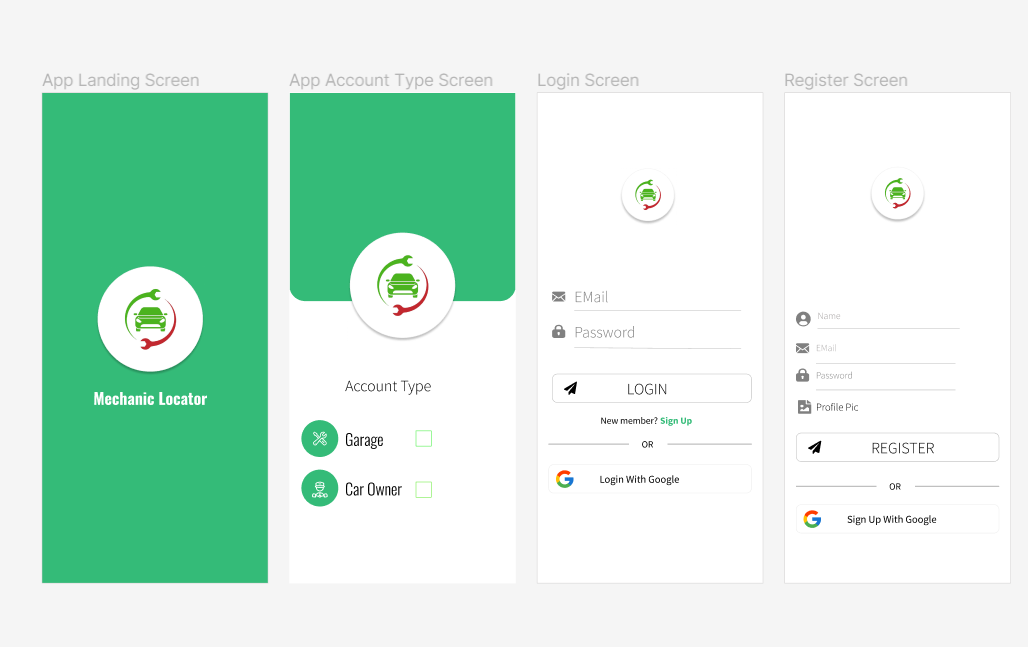 App Landing Screen
Mechanic Locator
App Account Type Screen
Account Type
Garage
Car Owner
Login Screen
EMail
Password
LOGIN
New member? Sign Up
OR
Login With Google
Register Screen
Name
EMail
Password
Profile Pic
REGISTER
OR
Sign Up With Google